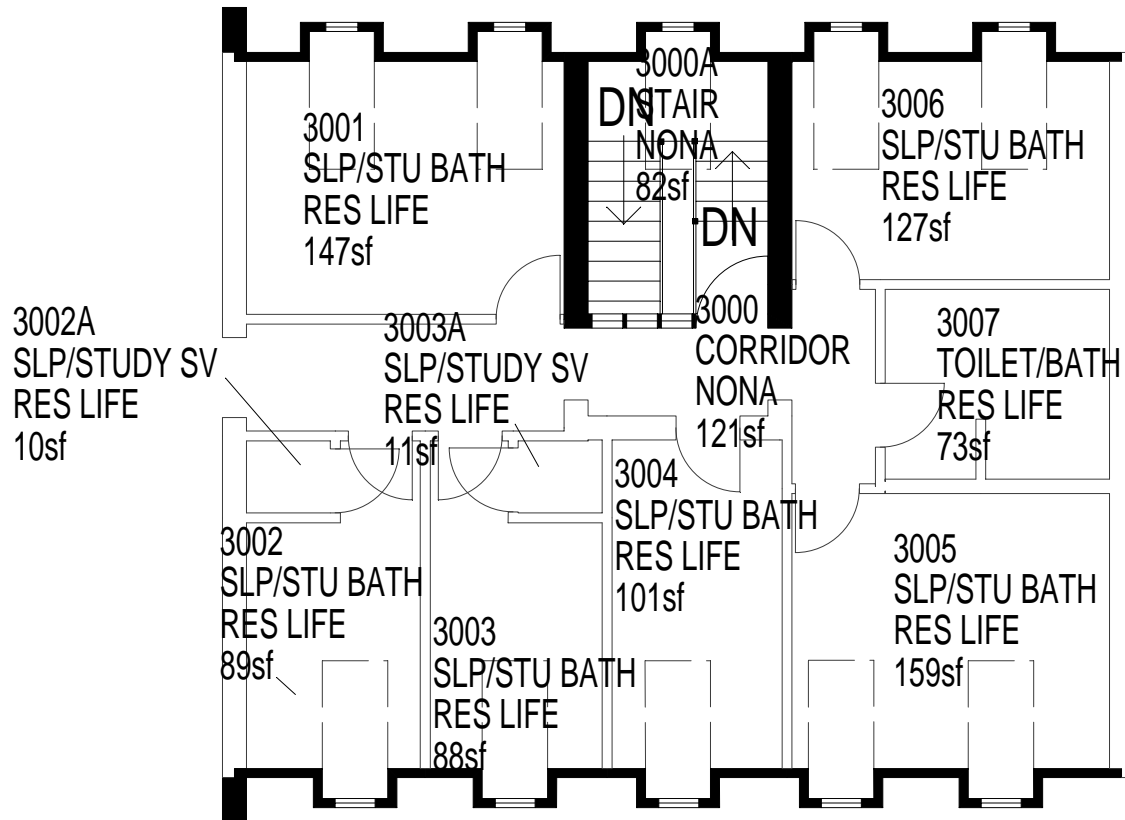 3000A
STAIR
NONA
82sf
DN
DN
3001
SLP/STU BATH
RES LIFE
147sf
3006
SLP/STU BATH
RES LIFE
127sf
3002A
SLP/STUDY SV
RES LIFE
10sf
3003A
SLP/STUDY SV
RES LIFE
11sf
3000
CORRIDOR
NONA
121sf
3007
TOILET/BATH
RES LIFE
73sf
3004
SLP/STU BATH
RES LIFE
101sf
3002
SLP/STU BATH
RES LIFE
89sf
3003
SLP/STU BATH
RES LIFE
88sf
3005
SLP/STU BATH
RES LIFE
159sf